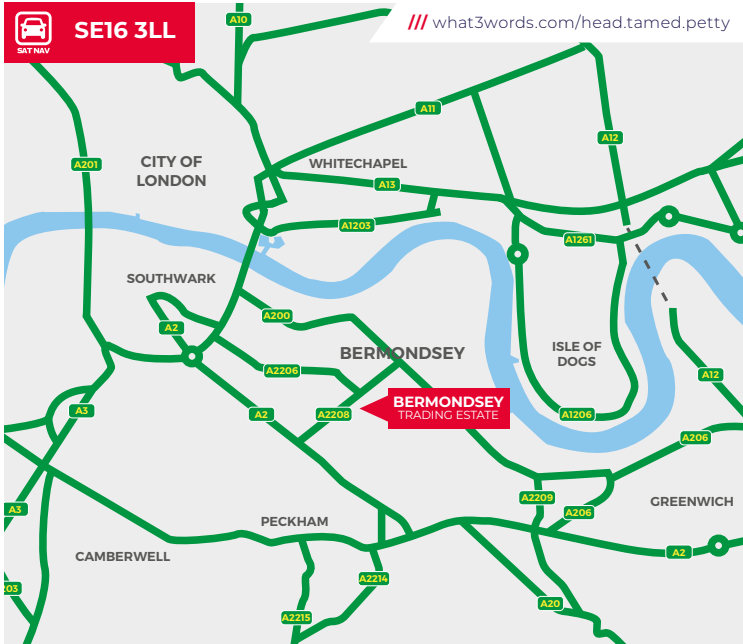 SAT NAV
SE16 3LL
/// what3words.com/head.tamed.petty
A10
A11
A12
A201
CITY OF
LONDON
WHITECHAPEL
A13
A1203
A1261
SOUTHWARK
A2
A200
BERMONDSEY
ISLE OF
DOGS
A2206
A12
A3
A2
A2208
BERMONDSEY
TRADING ESTATE
A1206
A206
A3
A2209
A206
GREENWICH
PECKHAM
CAMBERWELL
A2
A2214
03
A20
A2215